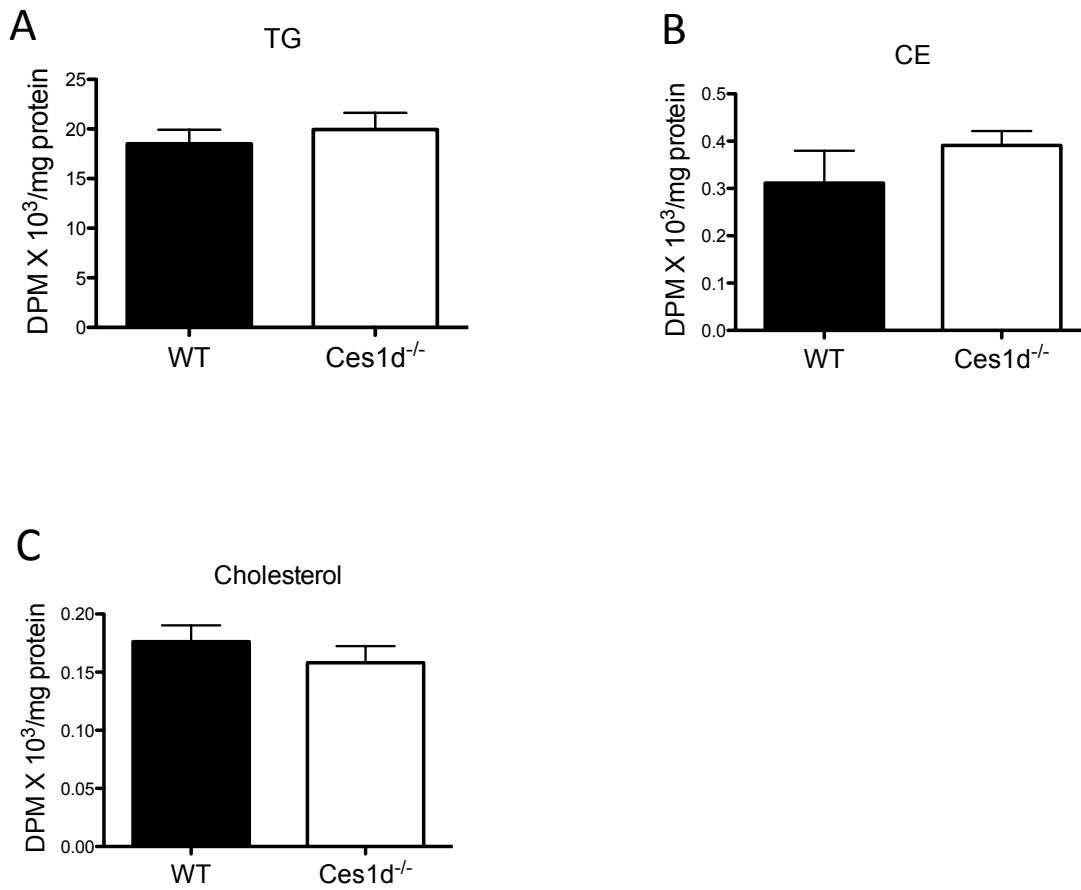 A
TG
DPM X 10³/mg protein
25
20
15
10
5
0
WT
Ces1d⁻/⁻
B
CE
DPM X 10³/mg protein
0.5
0.4
0.3
0.2
0.1
0.0
WT
Ces1d⁻/⁻
C
Cholesterol
DPM X 10³/mg protein
0.20
0.15
0.10
0.05
0.00
WT
Ces1d⁻/⁻